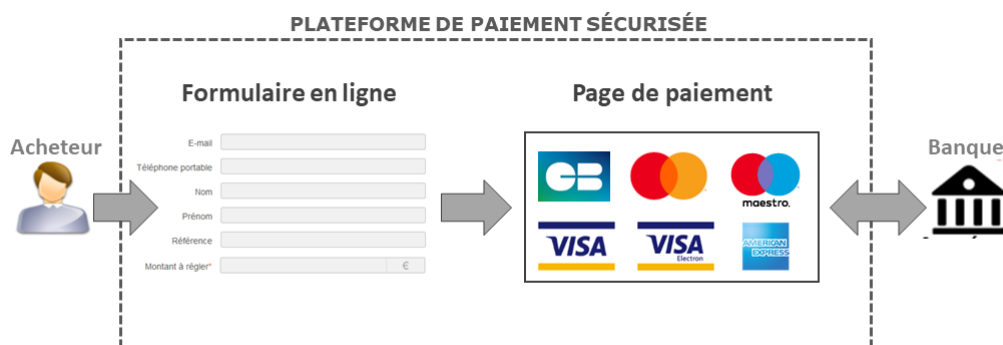 PLATEFORME DE PAIEMENT SÉCURISÉE
Formulaire en ligne
Page de paiement
Acheteur
Banque
E-mail
Téléphone portable
Nom
Prénom
Référence
Montant à régler*
€
CB
maestro.
VISA
VISA
Electron
AMERICAN
EXPRESS